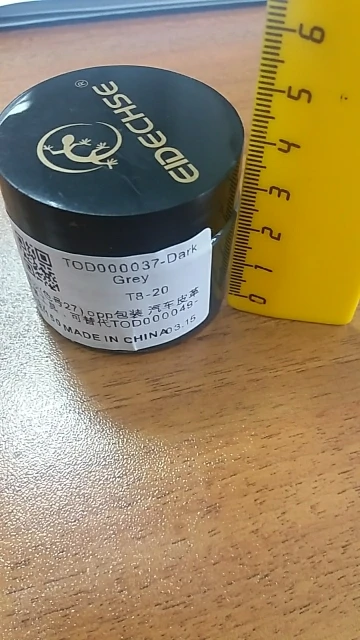 EIDECHSE®
TOD000037-Dark
Grey
T8-20
27) opp包装 汽车皮革
可替代TOD000049-
MADE IN CHINA 03.15
0 1 2 3 4 5 6